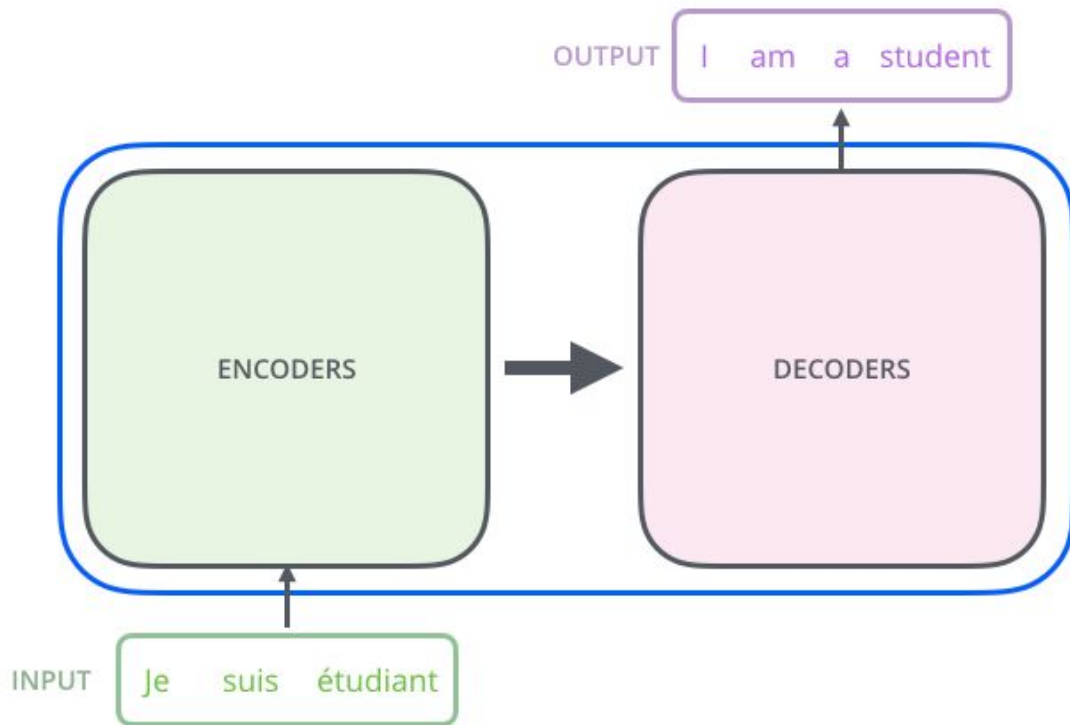 OUTPUT I am a student
ENCODERS DECODERS
INPUT Je suis étudiant